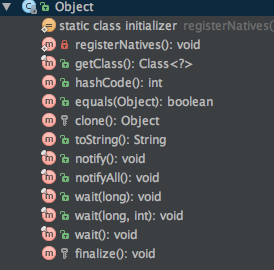 Object
static class initializer registerNatives(
registerNatives(): void
getClass(): Class<?>
hashCode(): int
equals(Object): boolean
clone(): Object
toString(): String
notify(): void
notifyAll(): void
wait(long): void
wait(long, int): void
wait(): void
finalize(): void